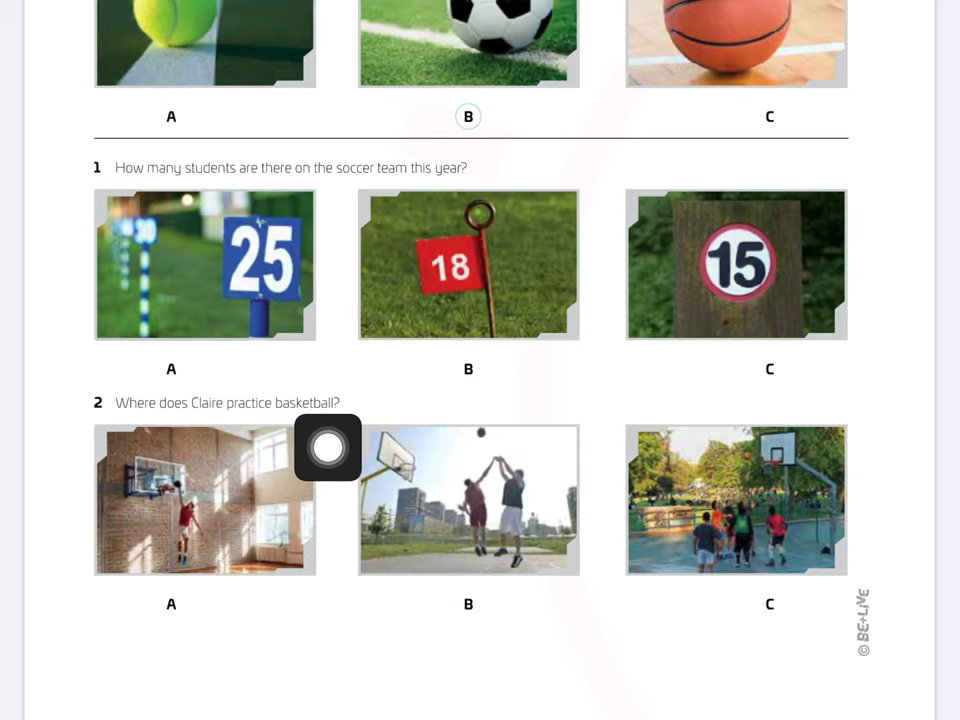 A B C
1 How many students are there on the soccer team this year?
25 18 15
A B C
2 Where does Claire practice basketball?
A B C
© BE+LiVE